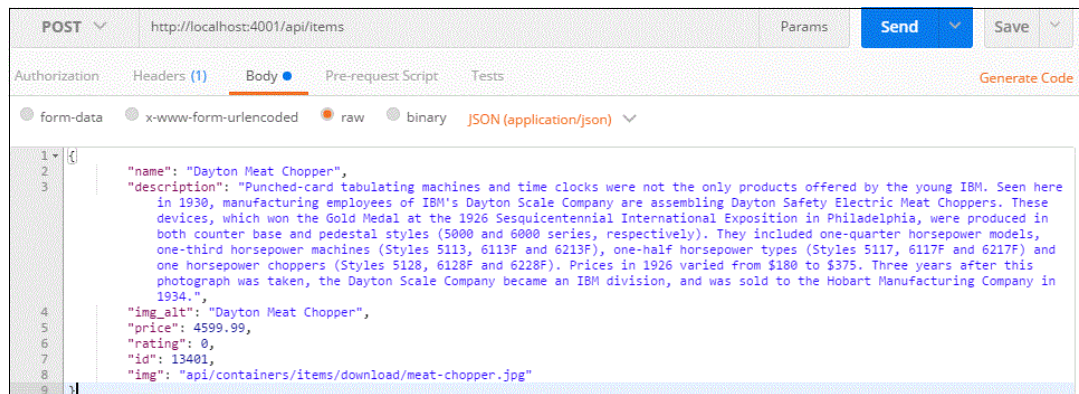 POST http://localhost:4001/api/items Params Send Save
Authorization Headers (1) Body Pre-request Script Tests Generate Code
form-data x-www-form-urlencoded raw binary JSON (application/json)
1 {
2 "name": "Dayton Meat Chopper",
3 "description": "Punched-card tabulating machines and time clocks were not the only products offered by the young IBM. Seen here
in 1930, manufacturing employees of IBM's Dayton Scale Company are assembling Dayton Safety Electric Meat Choppers. These
devices, which won the Gold Medal at the 1926 Sesquicentennial International Exposition in Philadelphia, were produced in
both counter base and pedestal styles (5000 and 6000 series, respectively). They included one-quarter horsepower models,
one-third horsepower machines (Styles 5113, 6113F and 6213F), one-half horsepower types (Styles 5117, 6117F and 6217F) and
one horsepower choppers (Styles 5128, 6128F and 6228F). Prices in 1926 varied from $180 to $375. Three years after this
photograph was taken, the Dayton Scale Company became an IBM division, and was sold to the Hobart Manufacturing Company in
1934.",
4 "img_alt": "Dayton Meat Chopper",
5 "price": 4599.99,
6 "rating": 0,
7 "id": 13401,
8 "img": "api/containers/items/download/meat-chopper.jpg"
9 }